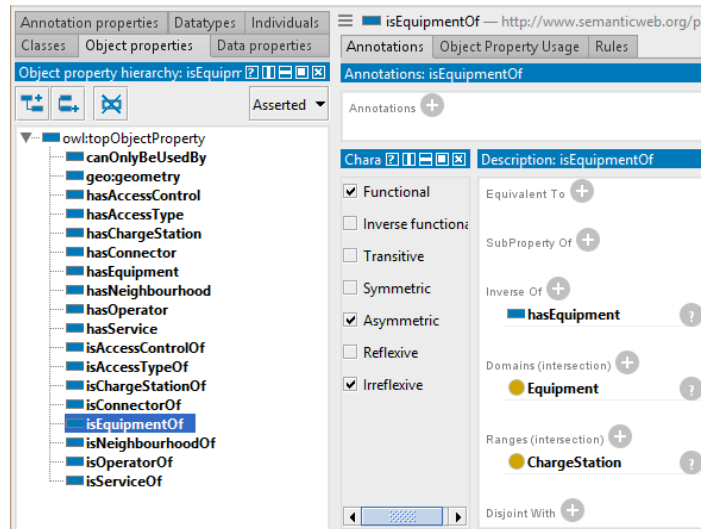 Annotation properties Datatypes Individuals
Classes Object properties Data properties
Object property hierarchy: isEquipm
Asserted
owl:topObjectProperty
canOnlyBeUsedBy
geo:geometry
hasAccessControl
hasAccessType
hasChargeStation
hasConnector
hasEquipment
hasNeighbourhood
hasOperator
hasService
isAccessControlOf
isAccessTypeOf
isChargeStationOf
isConnectorOf
isEquipmentOf
isNeighbourhoodOf
isOperatorOf
isServiceOf
isEquipmentOf — http://www.semanticweb.org/p
Annotations Object Property Usage Rules
Annotations: isEquipmentOf
Annotations
Chara
Functional
Inverse functiona
Transitive
Symmetric
Asymmetric
Reflexive
Irreflexive
Description: isEquipmentOf
Equivalent To
SubProperty Of
Inverse Of
hasEquipment
Domains (intersection)
Equipment
Ranges (intersection)
ChargeStation
Disjoint With